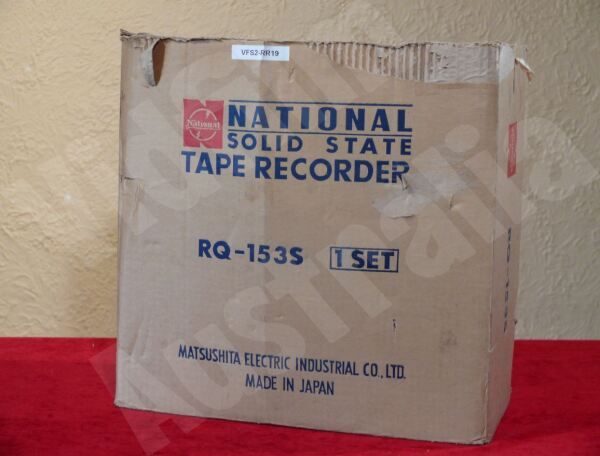 VFS2-RR19
National
NATIONAL
SOLID STATE
TAPE RECORDER
RQ-153S 1 SET
MATSUSHITA ELECTRIC INDUSTRIAL CO., LTD.
MADE IN JAPAN
Australia